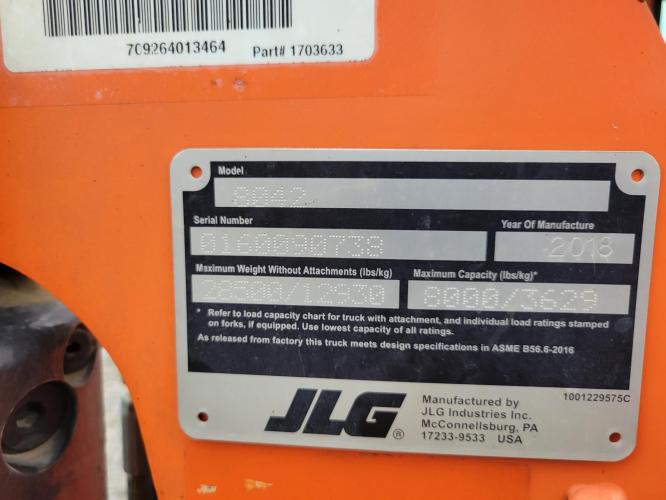 709264013464 Part# 1703633
Model
8042
Serial Number
0160090738
Year Of Manufacture
2018
Maximum Weight Without Attachments (lbs/kg)
28500/12930
Maximum Capacity (lbs/kg)*
8000/3629
* Refer to load capacity chart for truck with attachment, and individual load ratings stamped
on forks, if equipped. Use lowest capacity of all ratings.
As released from factory this truck meets design specifications in ASME B56.6-2016
JLG®
Manufactured by
JLG Industries Inc.
McConnellsburg, PA
17233-9533 USA
1001229575C